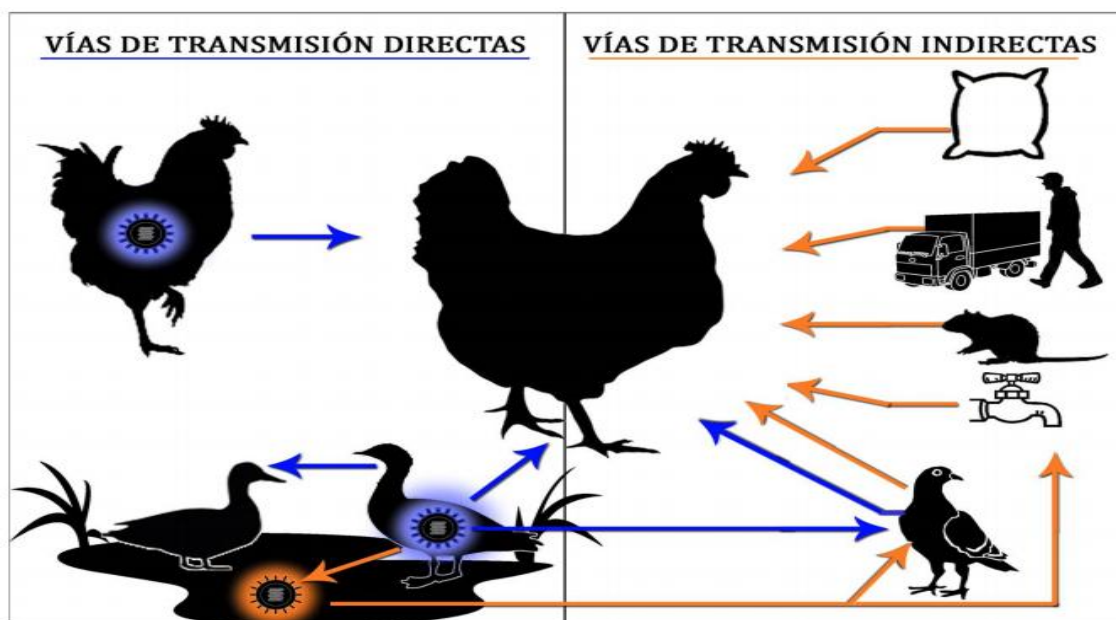 VÍAS DE TRANSMISIÓN DIRECTAS
VÍAS DE TRANSMISIÓN INDIRECTAS